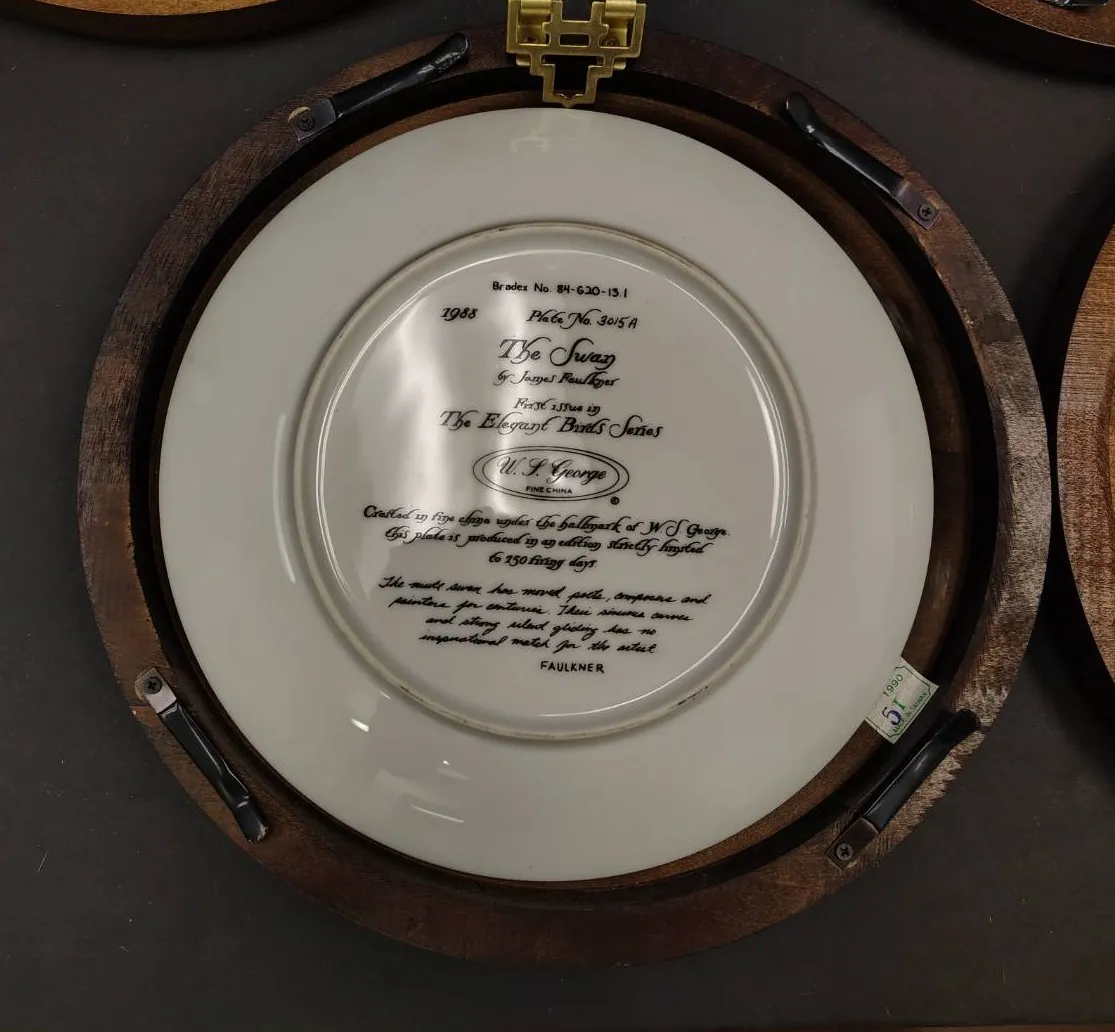 Bradex No. 84-G20-15.1
1988 Plate No. 3015A
The Swan
by James Faulkner
First issue in
The Elegant Birds Series
W. S. George
FINE CHINA
©
Crafted in fine china under the hallmark of W S George.
this plate is produced in an edition strictly limited
to 150 firing days
The mute swan has moved poets, composers and
painters for centuries. Their sinuous curves
and strong silent gliding has no
inspirational match for the artist
FAULKNER
1990
51
TAIWAN